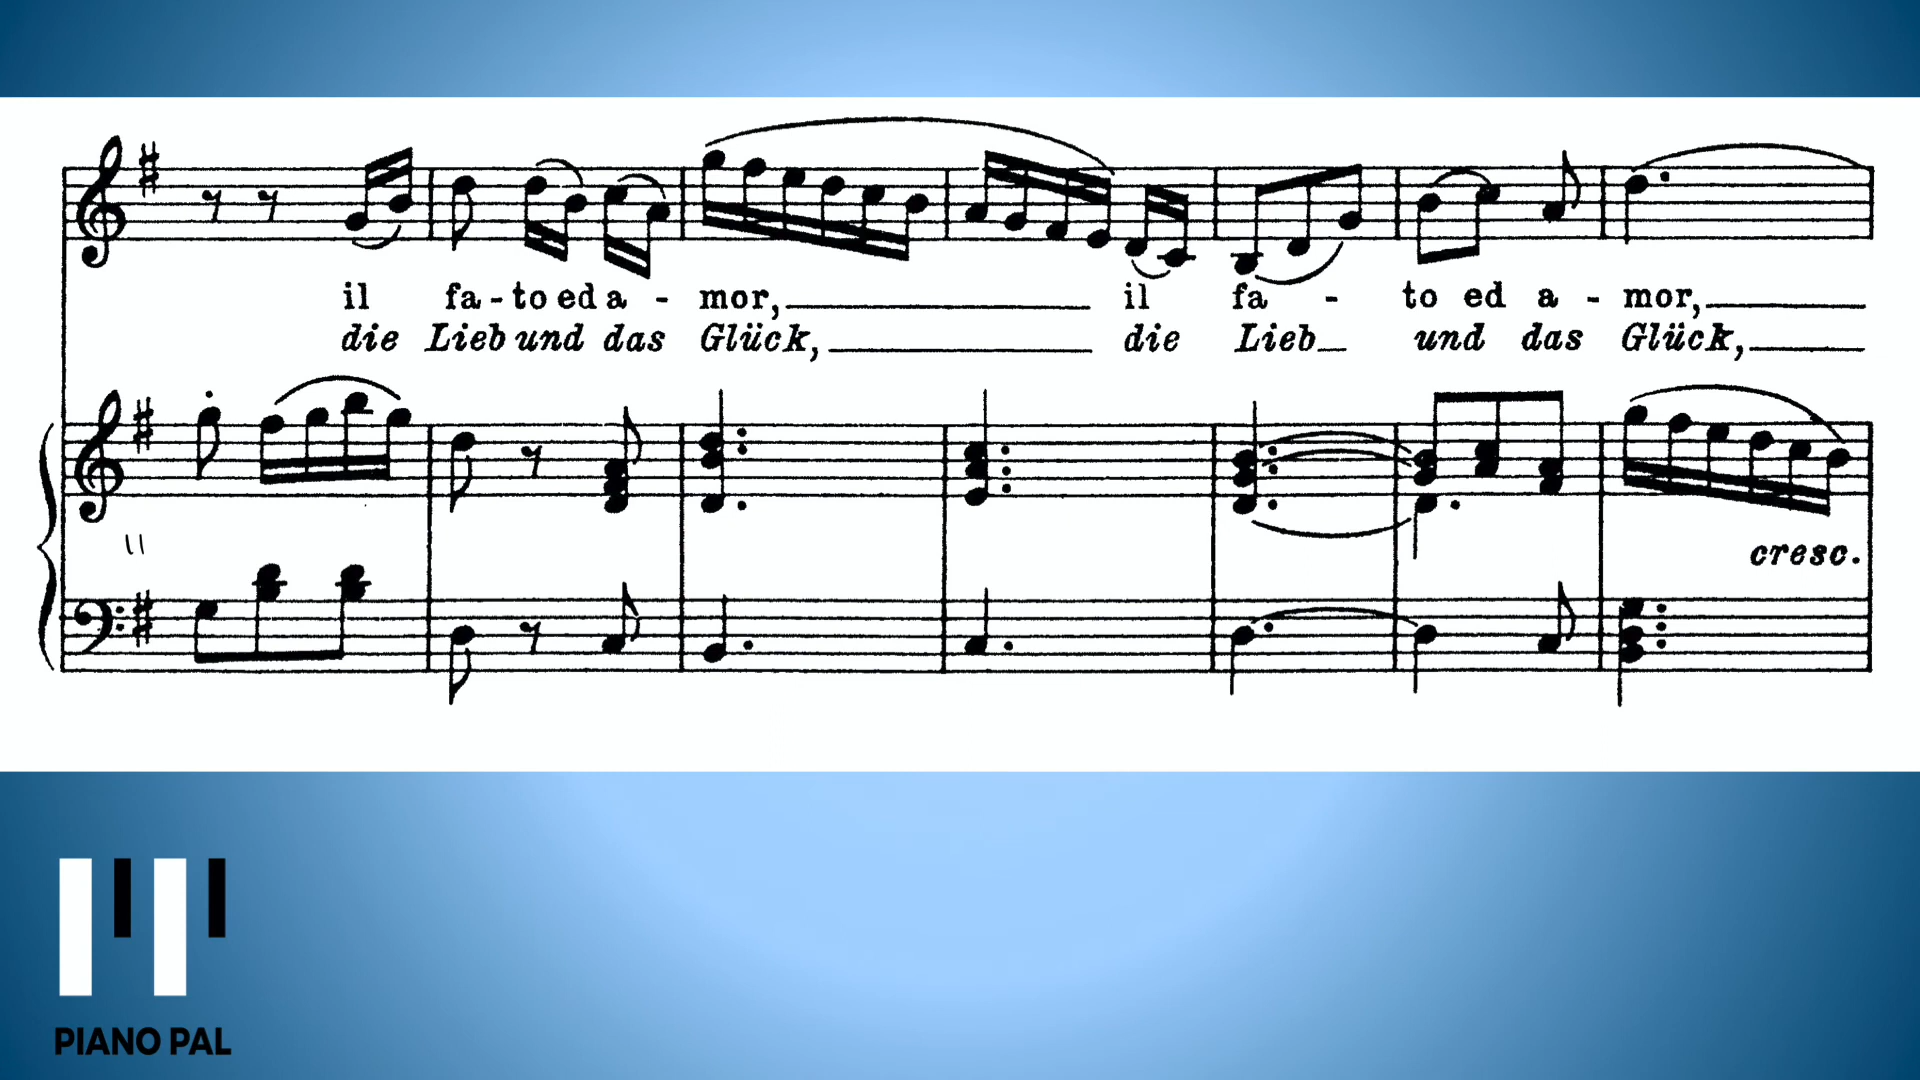 il fa - to ed a - mor, il fa - to ed a - mor,
die Lieb und das Glück, die Lieb und das Glück,
cresc.
PIANO PAL